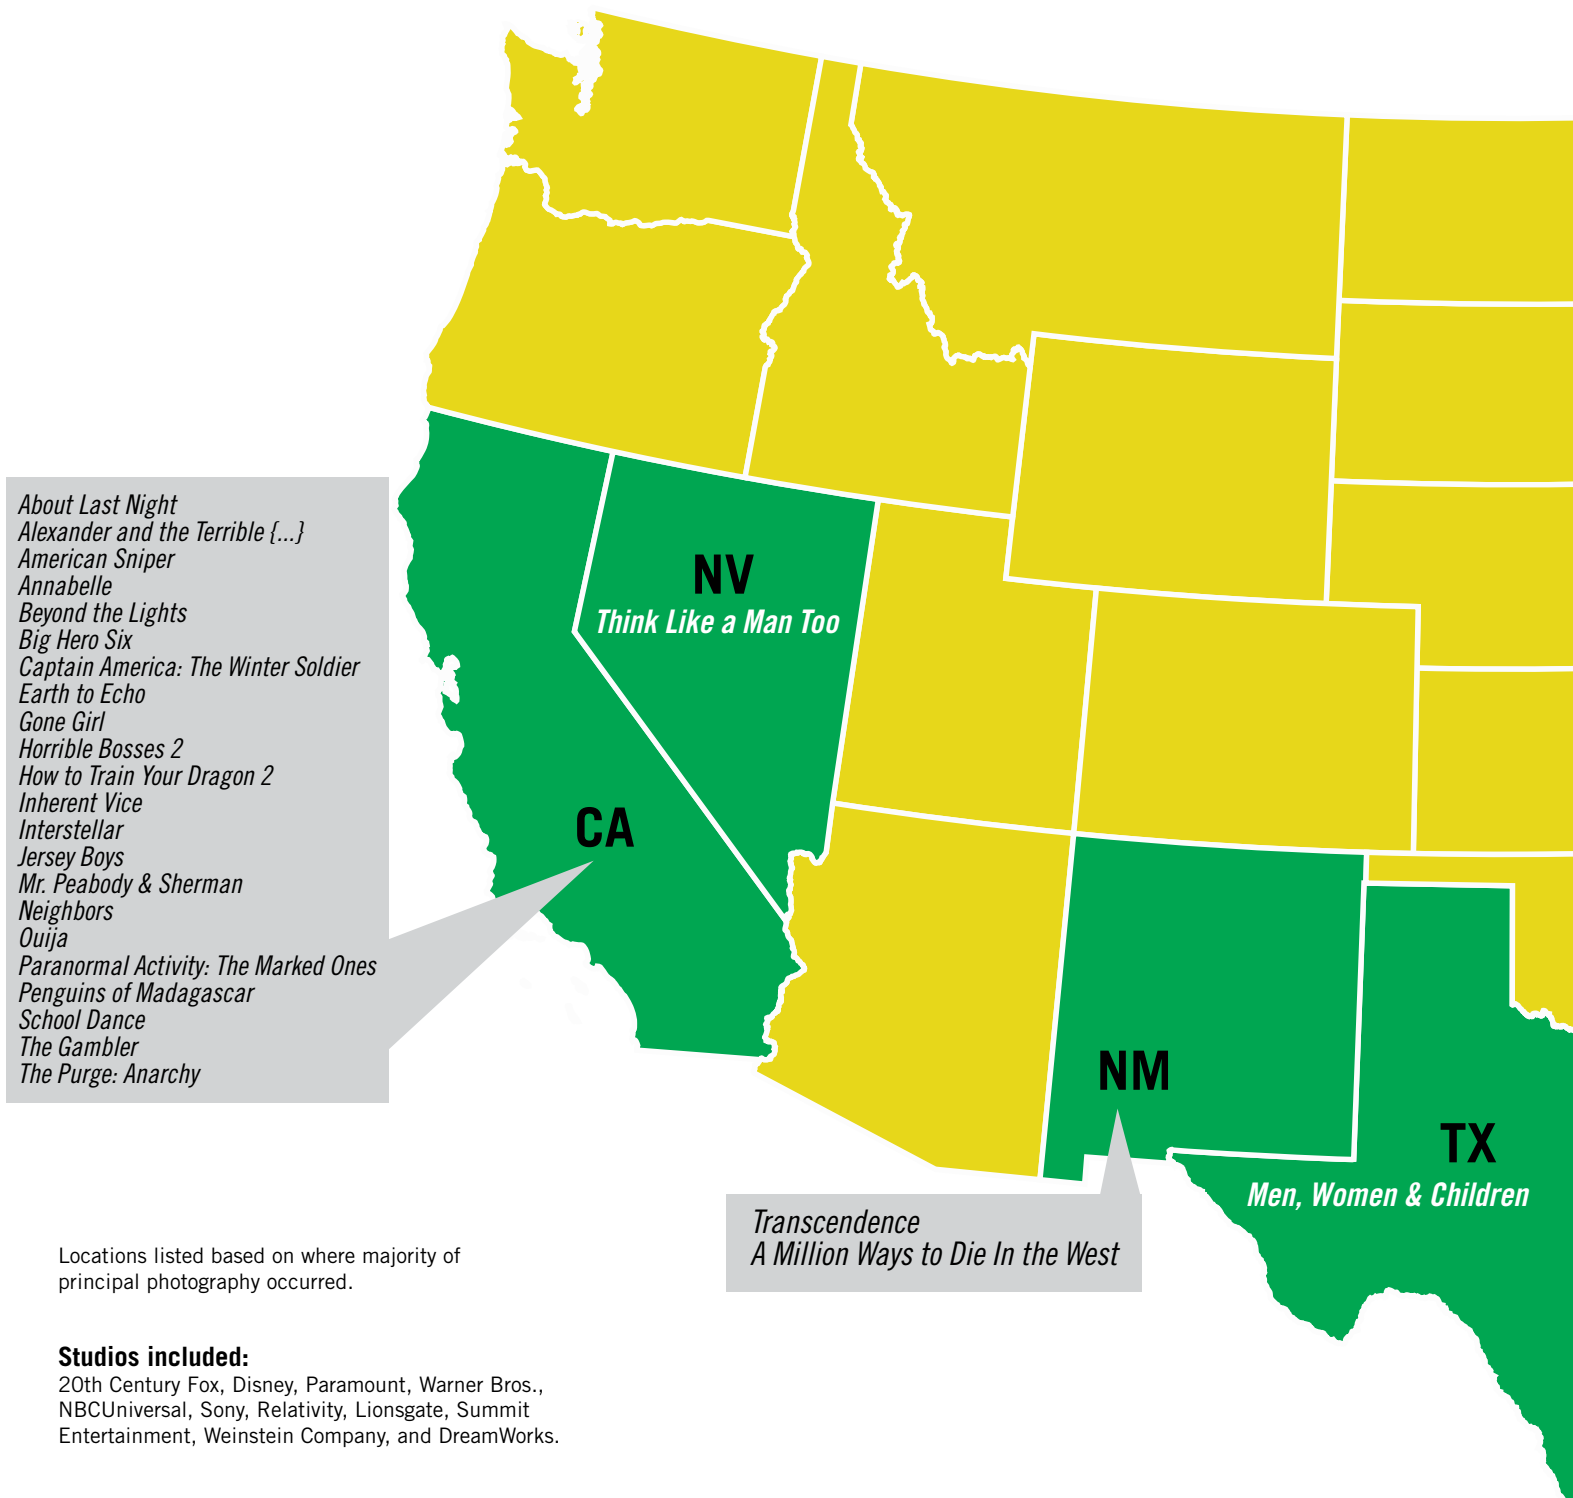 NV
Think Like a Man Too
About Last Night
Alexander and the Terrible {...}
American Sniper
Annabelle
Beyond the Lights
Big Hero Six
Captain America: The Winter Soldier
Earth to Echo
Gone Girl
Horrible Bosses 2
How to Train Your Dragon 2
Inherent Vice
Interstellar
Jersey Boys
Mr. Peabody & Sherman
Neighbors
Ouija
Paranormal Activity: The Marked Ones
Penguins of Madagascar
School Dance
The Gambler
The Purge: Anarchy
CA
NM
Transcendence
A Million Ways to Die In the West
TX
Men, Women & Children
Locations listed based on where majority of
principal photography occurred.
Studios included:
20th Century Fox, Disney, Paramount, Warner Bros.,
NBCUniversal, Sony, Relativity, Lionsgate, Summit
Entertainment, Weinstein Company, and DreamWorks.